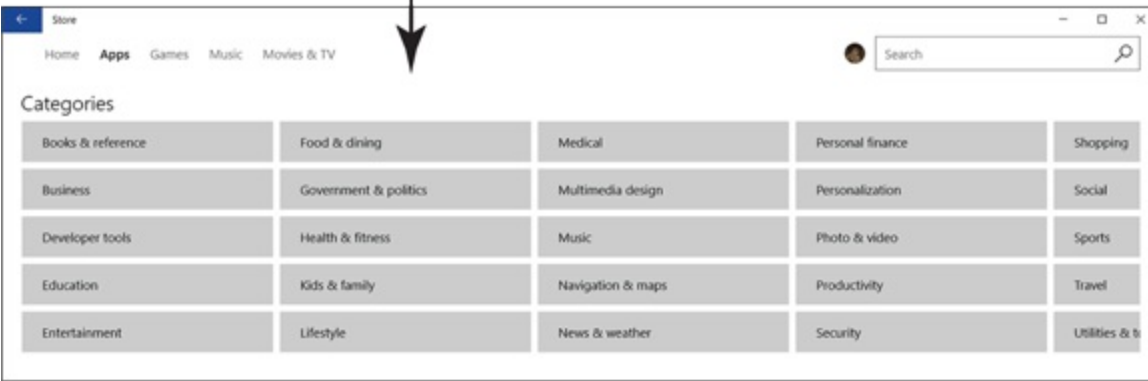 Store
Home Apps Games Music Movies & TV Search
Categories
Books & reference Food & dining Medical Personal finance Shopping
Business Government & politics Multimedia design Personalization Social
Developer tools Health & fitness Music Photo & video Sports
Education Kids & family Navigation & maps Productivity Travel
Entertainment Lifestyle News & weather Security Utilities &